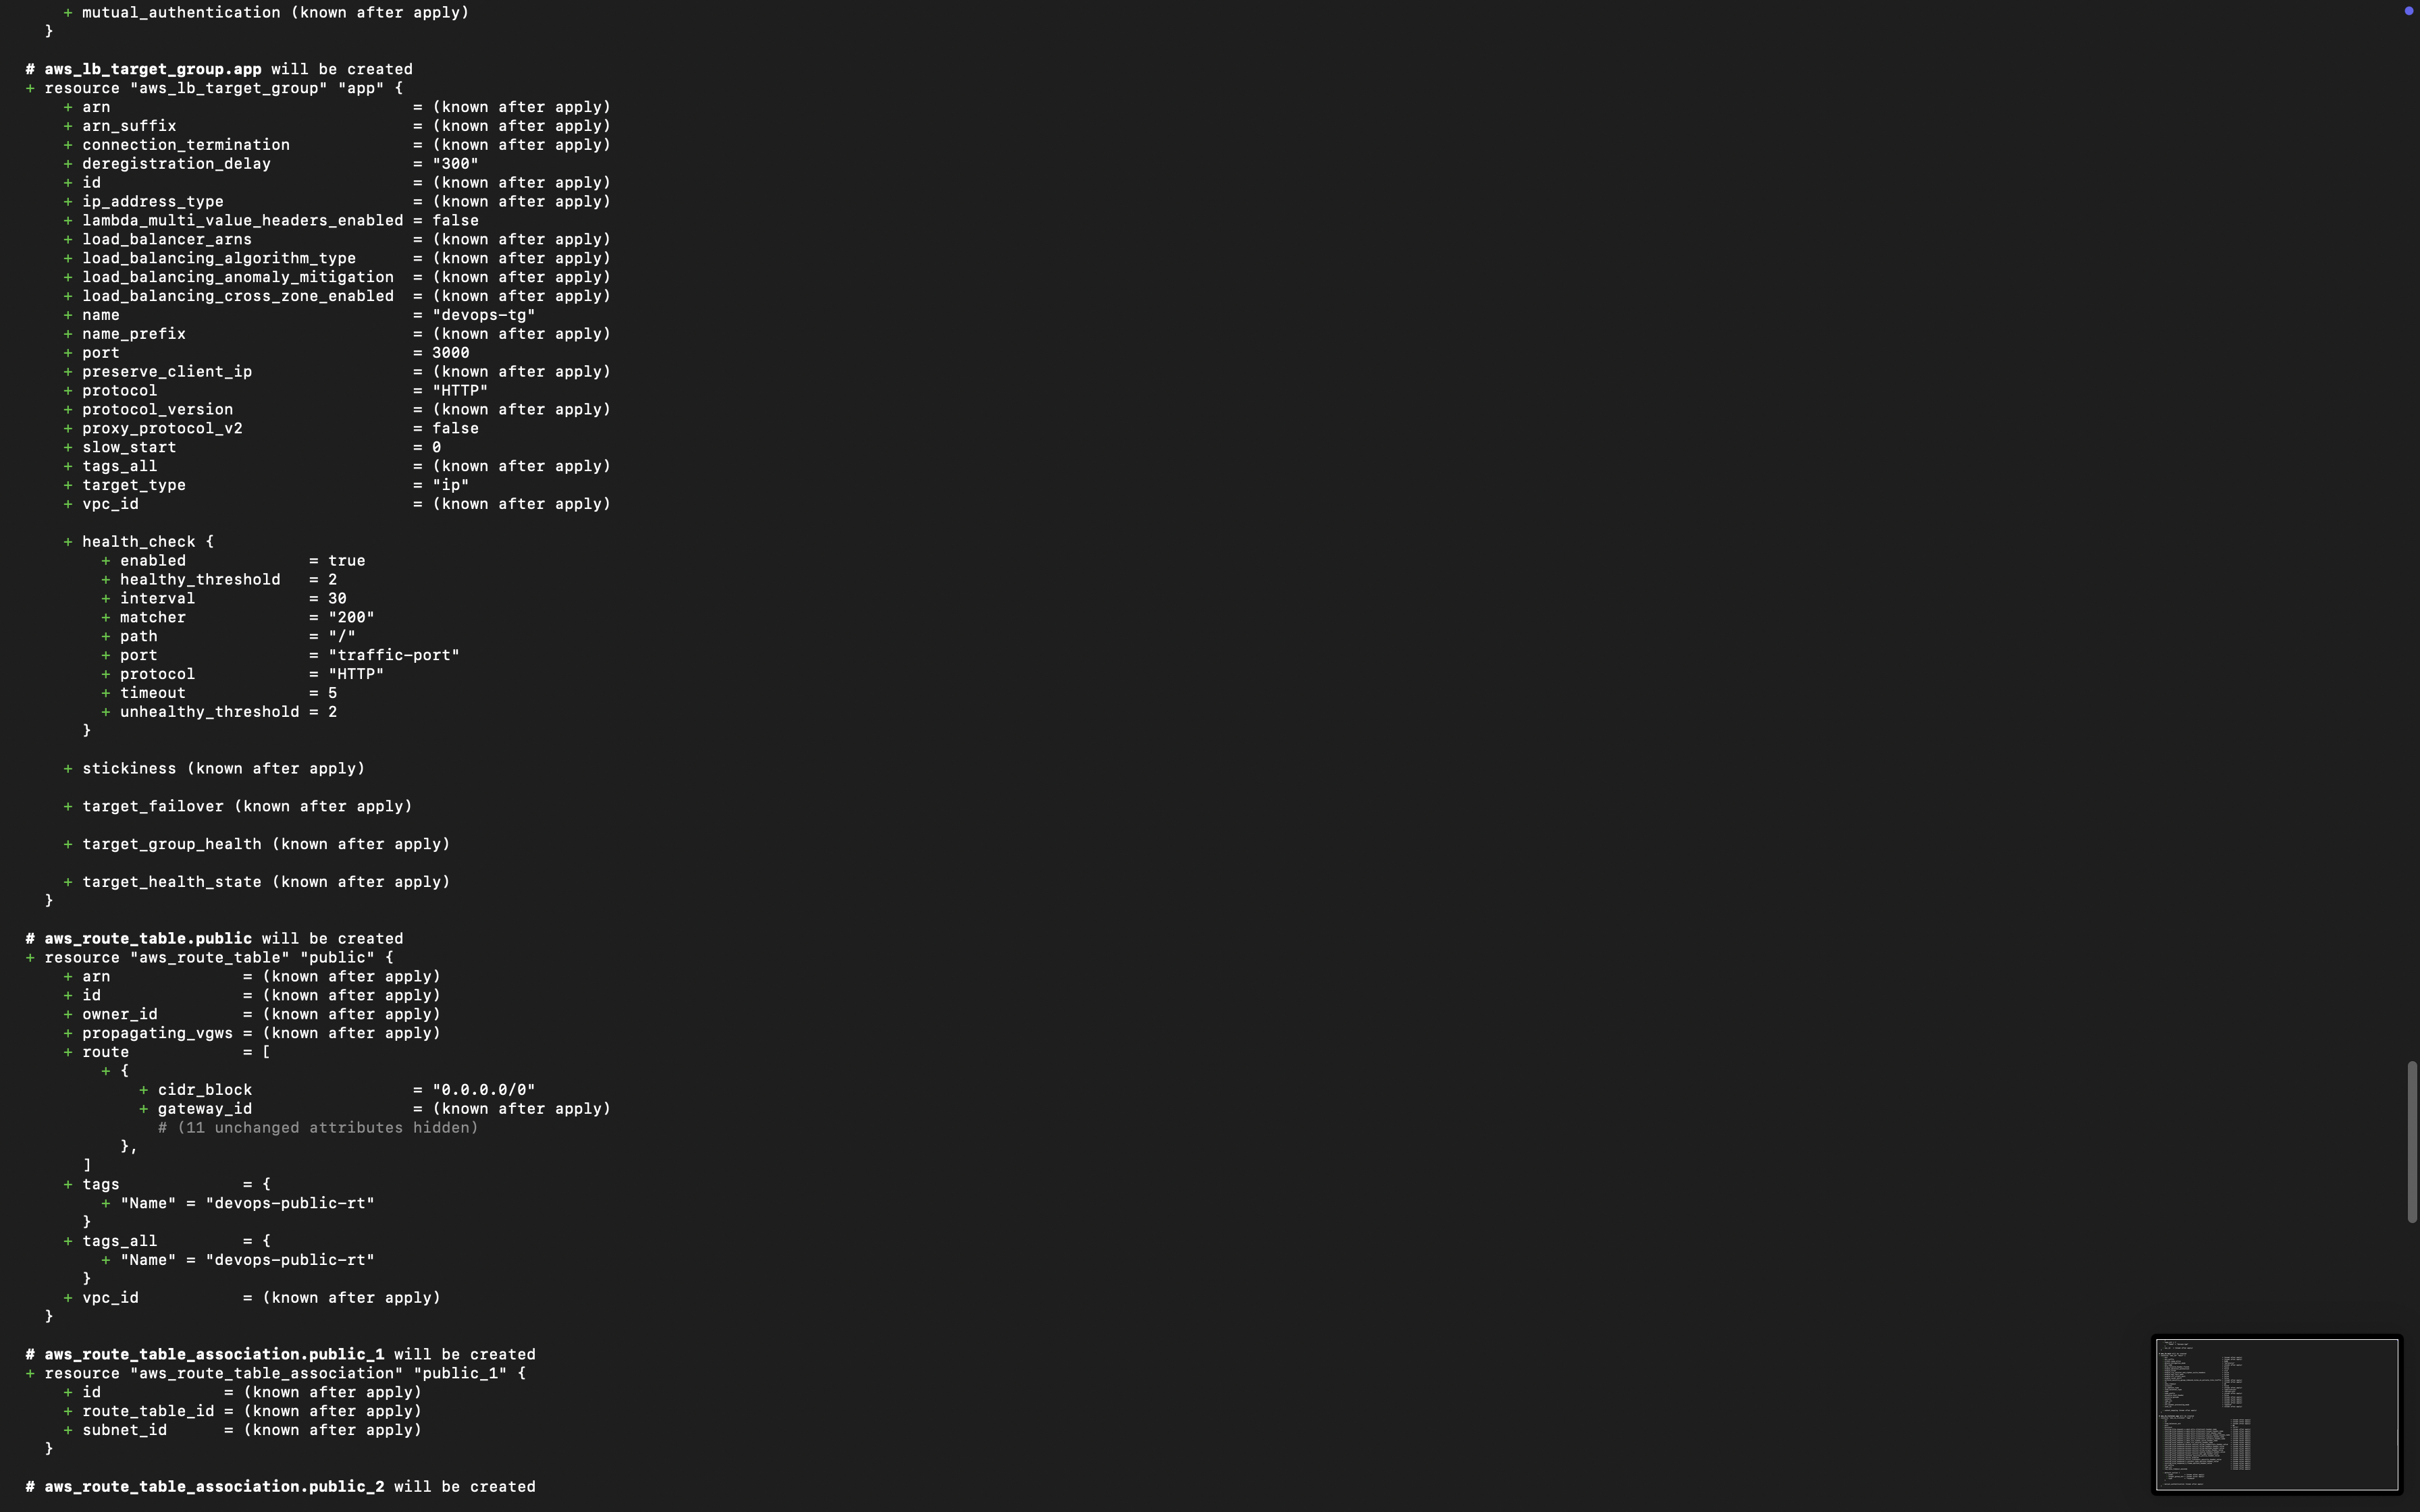 + mutual_authentication (known after apply)
}
# aws_lb_target_group.app will be created
+ resource "aws_lb_target_group" "app" {
+ arn = (known after apply)
+ arn_suffix = (known after apply)
+ connection_termination = (known after apply)
+ deregistration_delay = "300"
+ id = (known after apply)
+ ip_address_type = (known after apply)
+ lambda_multi_value_headers_enabled = false
+ load_balancer_arns = (known after apply)
+ load_balancing_algorithm_type = (known after apply)
+ load_balancing_anomaly_mitigation = (known after apply)
+ load_balancing_cross_zone_enabled = (known after apply)
+ name = "devops-tg"
+ name_prefix = (known after apply)
+ port = 3000
+ preserve_client_ip = (known after apply)
+ protocol = "HTTP"
+ protocol_version = (known after apply)
+ proxy_protocol_v2 = false
+ slow_start = 0
+ tags_all = (known after apply)
+ target_type = "ip"
+ vpc_id = (known after apply)
+ health_check {
+ enabled = true
+ healthy_threshold = 2
+ interval = 30
+ matcher = "200"
+ path = "/"
+ port = "traffic-port"
+ protocol = "HTTP"
+ timeout = 5
+ unhealthy_threshold = 2
}
+ stickiness (known after apply)
+ target_failover (known after apply)
+ target_group_health (known after apply)
+ target_health_state (known after apply)
}
# aws_route_table.public will be created
+ resource "aws_route_table" "public" {
+ arn = (known after apply)
+ id = (known after apply)
+ owner_id = (known after apply)
+ propagating_vgws = (known after apply)
+ route = [
+ {
+ cidr_block = "0.0.0.0/0"
+ gateway_id = (known after apply)
# (11 unchanged attributes hidden)
},
]
+ tags = {
+ "Name" = "devops-public-rt"
}
+ tags_all = {
+ "Name" = "devops-public-rt"
}
+ vpc_id = (known after apply)
}
# aws_route_table_association.public_1 will be created
+ resource "aws_route_table_association" "public_1" {
+ id = (known after apply)
+ route_table_id = (known after apply)
+ subnet_id = (known after apply)
}
# aws_route_table_association.public_2 will be created